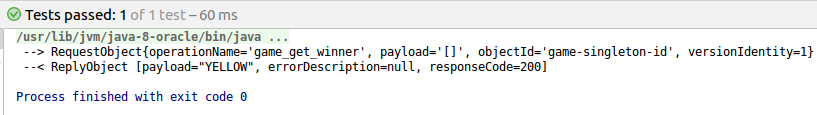 Tests passed: 1 of 1 test – 60 ms
/usr/lib/jvm/java-8-oracle/bin/java ...
--> RequestObject{operationName='game_get_winner', payload='[]', objectId='game-singleton-id', versionIdentity=1}
--< ReplyObject [payload="YELLOW", errorDescription=null, responseCode=200]
Process finished with exit code 0